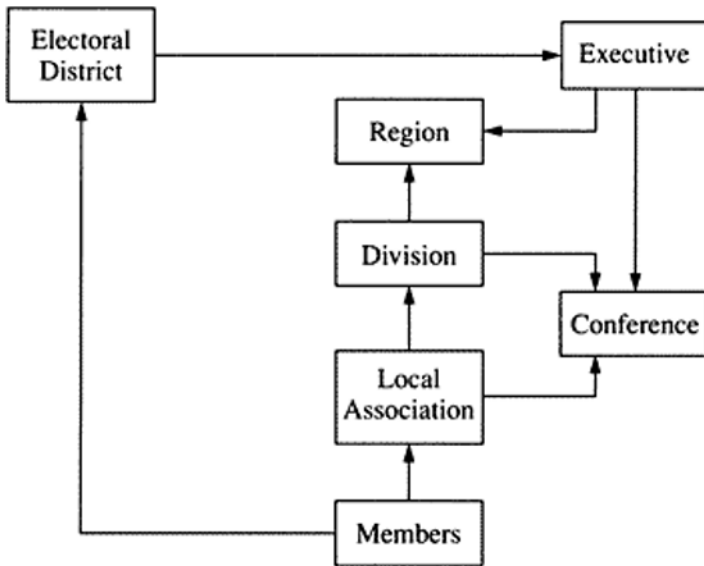 Electoral
District
Executive
Region
Division
Conference
Local
Association
Members